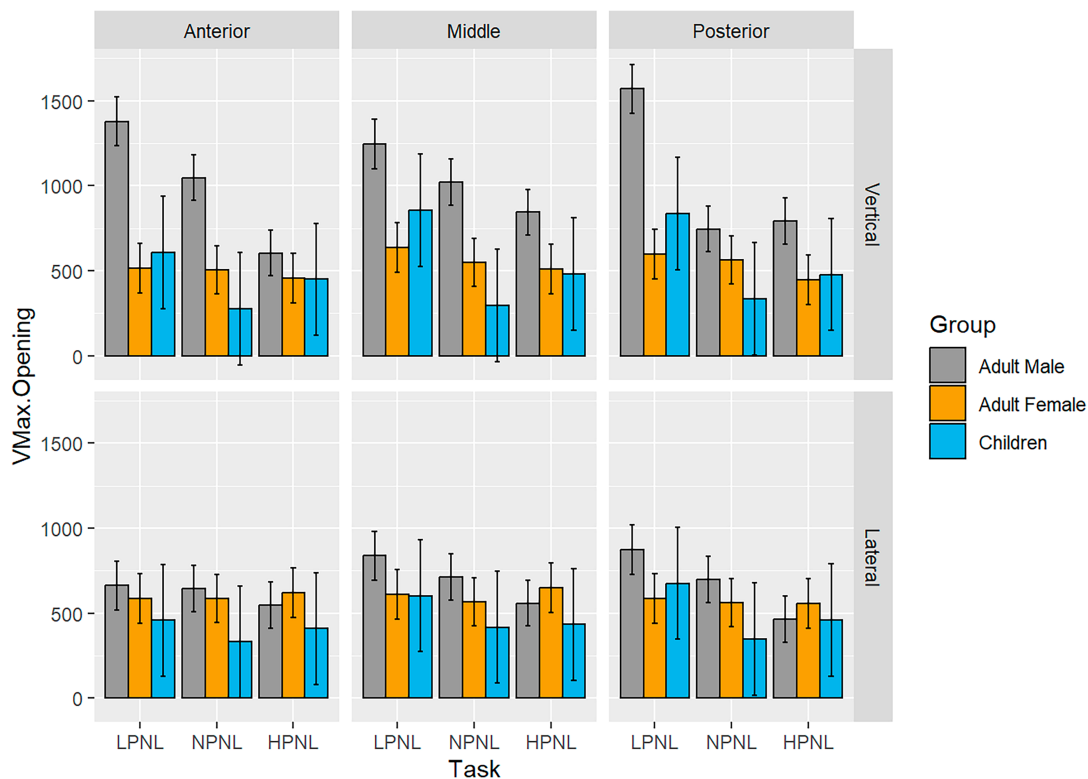 Anterior Middle Posterior
VMax.Opening
1500
1000
500
0
Vertical
1500
1000
500
0
Lateral
LPNL NPNL HPNL LPNL NPNL HPNL LPNL NPNL HPNL
Task
Group
Adult Male
Adult Female
Children